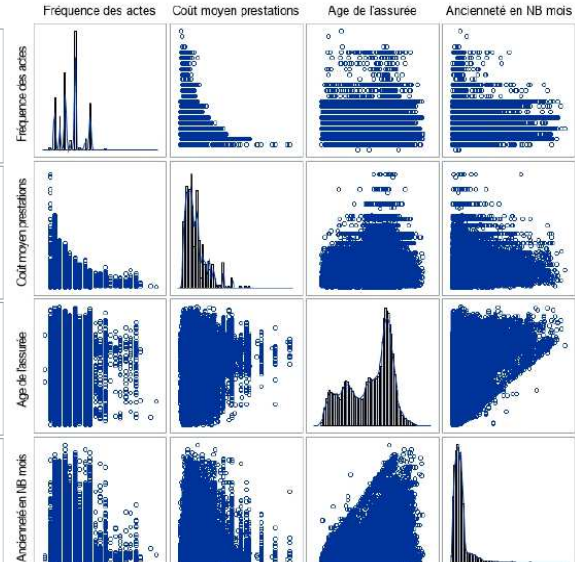 Fréquence des actes
Coût moyen prestations
Age de l'assurée
Ancienneté en NB mois
Fréquence des actes
Coût moyen prestations
Age de l'assurée
Ancienneté en NB mois